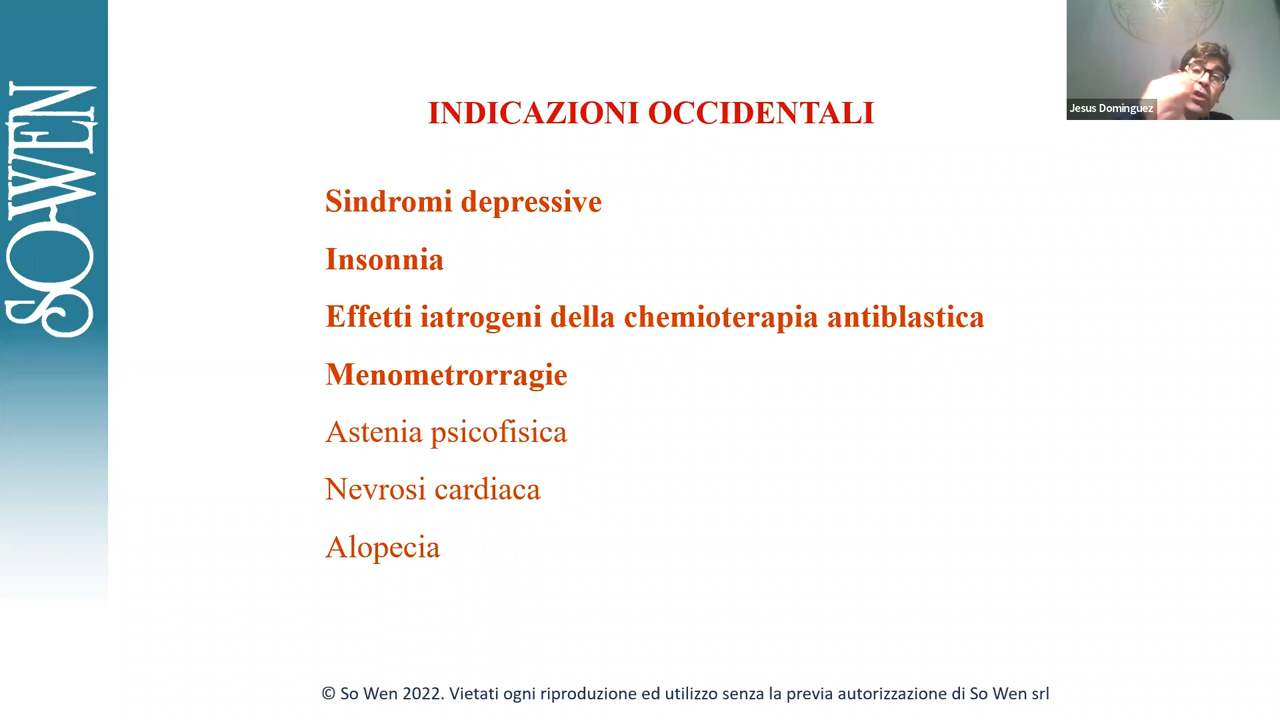 SOWEN
Jesus Dominguez
INDICAZIONI OCCIDENTALI
Sindromi depressive
Insonnia
Effetti iatrogeni della chemioterapia antiblastica
Menometrorragie
Astenia psicofisica
Nevrosi cardiaca
Alopecia
© So Wen 2022. Vietati ogni riproduzione ed utilizzo senza la previa autorizzazione di So Wen srl